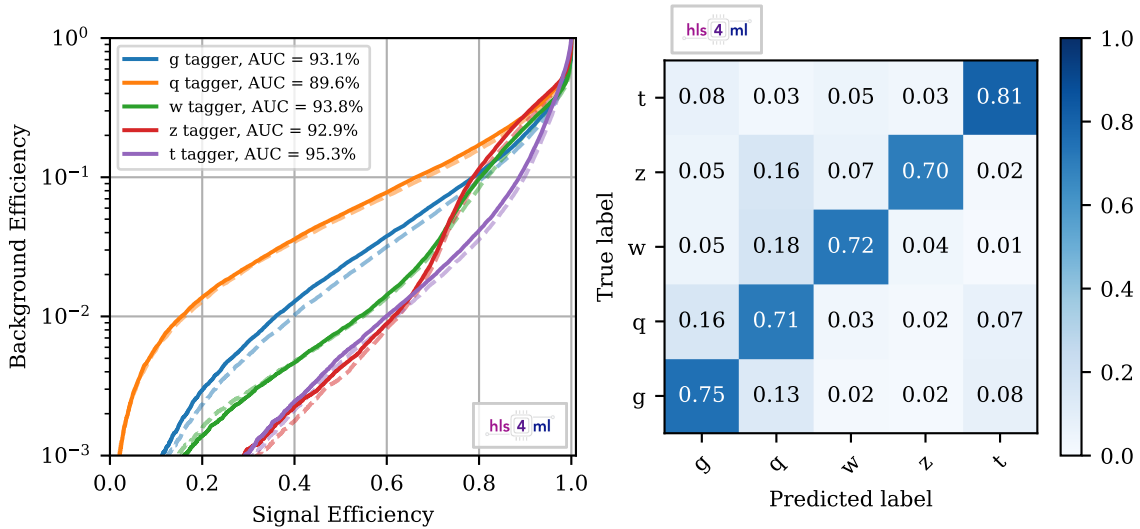 g tagger, AUC = 93.1%
q tagger, AUC = 89.6%
w tagger, AUC = 93.8%
z tagger, AUC = 92.9%
t tagger, AUC = 95.3%
Background Efficiency
10⁰
10⁻¹
10⁻²
10⁻³
0.0 0.2 0.4 0.6 0.8 1.0
Signal Efficiency
hls 4 ml
hls 4 ml
True label
t 0.08 0.03 0.05 0.03 0.81
z 0.05 0.16 0.07 0.70 0.02
w 0.05 0.18 0.72 0.04 0.01
q 0.16 0.71 0.03 0.02 0.07
g 0.75 0.13 0.02 0.02 0.08
g q w z t
Predicted label
1.0
0.8
0.6
0.4
0.2
0.0